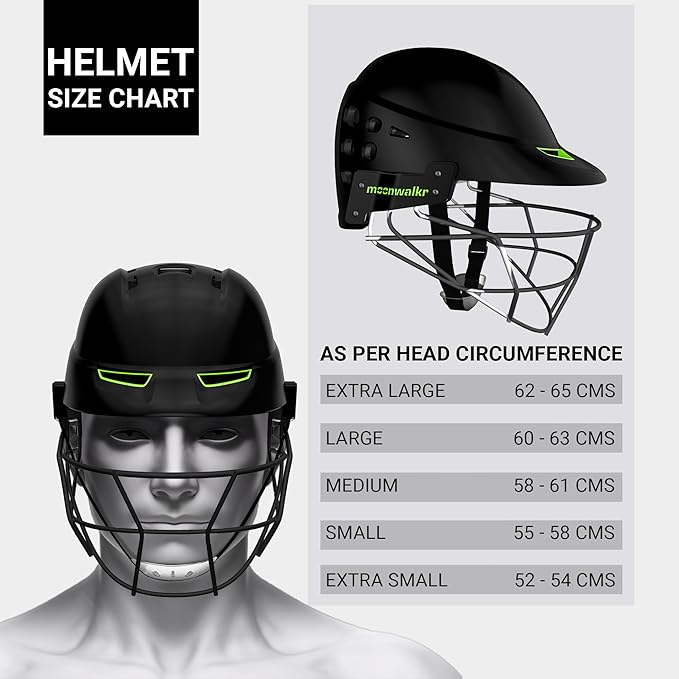 HELMET
SIZE CHART
moonwalkr
AS PER HEAD CIRCUMFERENCE
EXTRA LARGE 62 - 65 CMS
LARGE 60 - 63 CMS
MEDIUM 58 - 61 CMS
SMALL 55 - 58 CMS
EXTRA SMALL 52 - 54 CMS